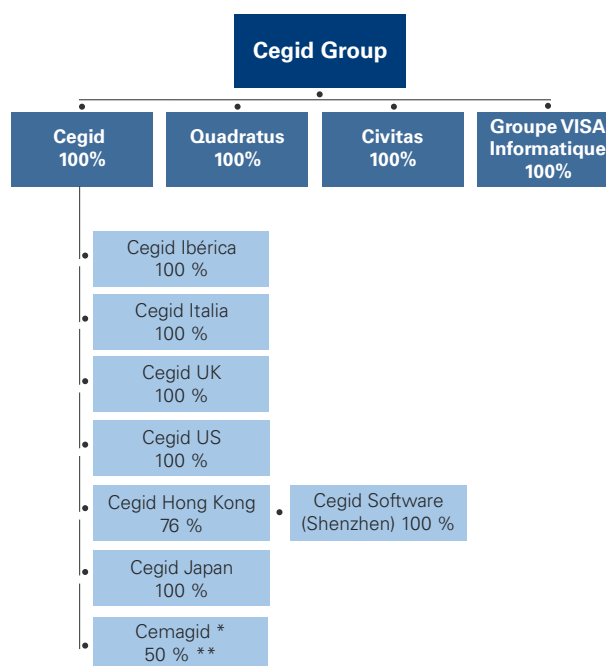 Cegid Group
Cegid
100%
Quadratus
100%
Civitas
100%
Groupe VISA
Informatique
100%
Cegid Ibérica
100 %
Cegid Italia
100 %
Cegid UK
100 %
Cegid US
100 %
Cegid Hong Kong
76 %
Cegid Software
(Shenzhen) 100 %
Cegid Japan
100 %
Cemagid *
50 % **